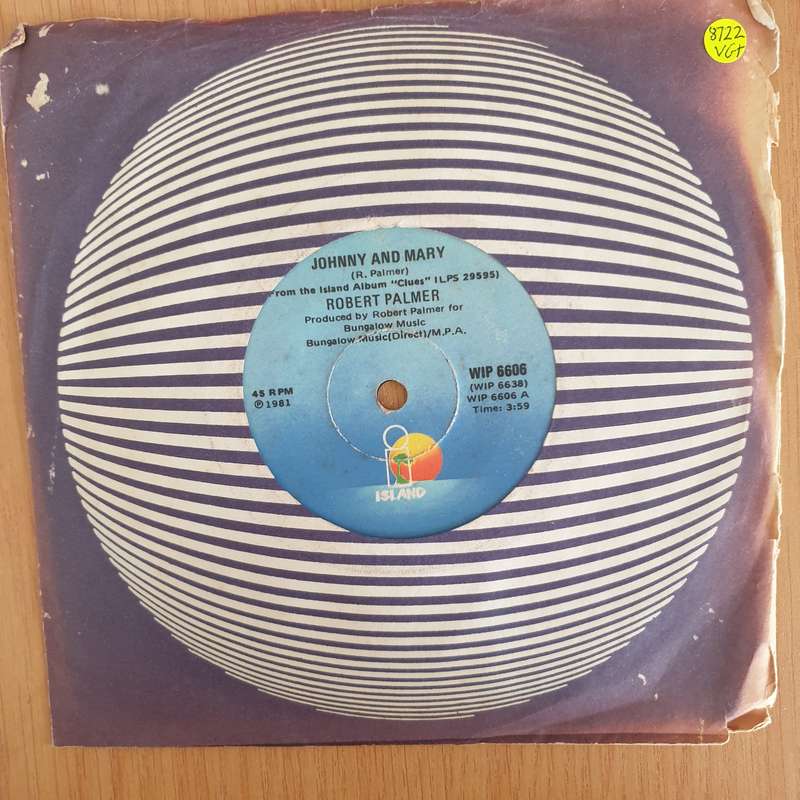 8722
VG+
JOHNNY AND MARY
(R. Palmer)
From the Island Album "Clues" ILPS 29595)
ROBERT PALMER
Produced by Robert Palmer for
Bungalow Music
Bungalow Music(Direct)/M.P.A.
45 RPM
℗ 1981
WIP 6606
(WIP 6638)
WIP 6606 A
Time: 3:59
ISLAND